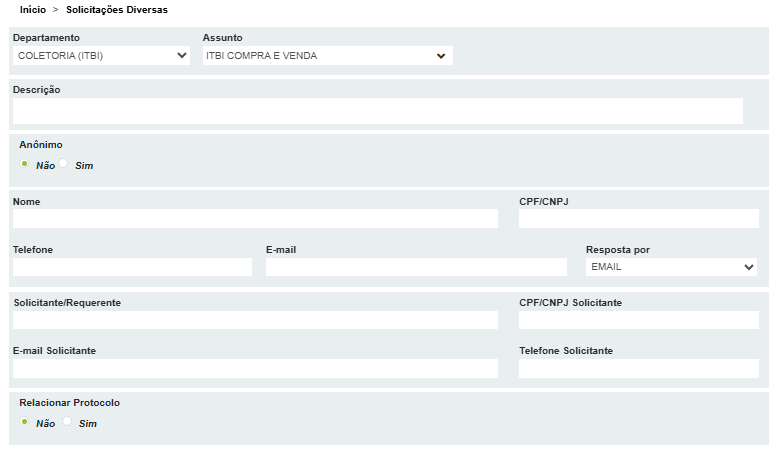 Início > Solicitações Diversas
Departamento Assunto
COLETORIA (ITBI) ITBI COMPRA E VENDA
Descrição
Anônimo
Não Sim
Nome CPF/CNPJ
Telefone E-mail Resposta por
EMAIL
Solicitante/Requerente CPF/CNPJ Solicitante
E-mail Solicitante Telefone Solicitante
Relacionar Protocolo
Não Sim